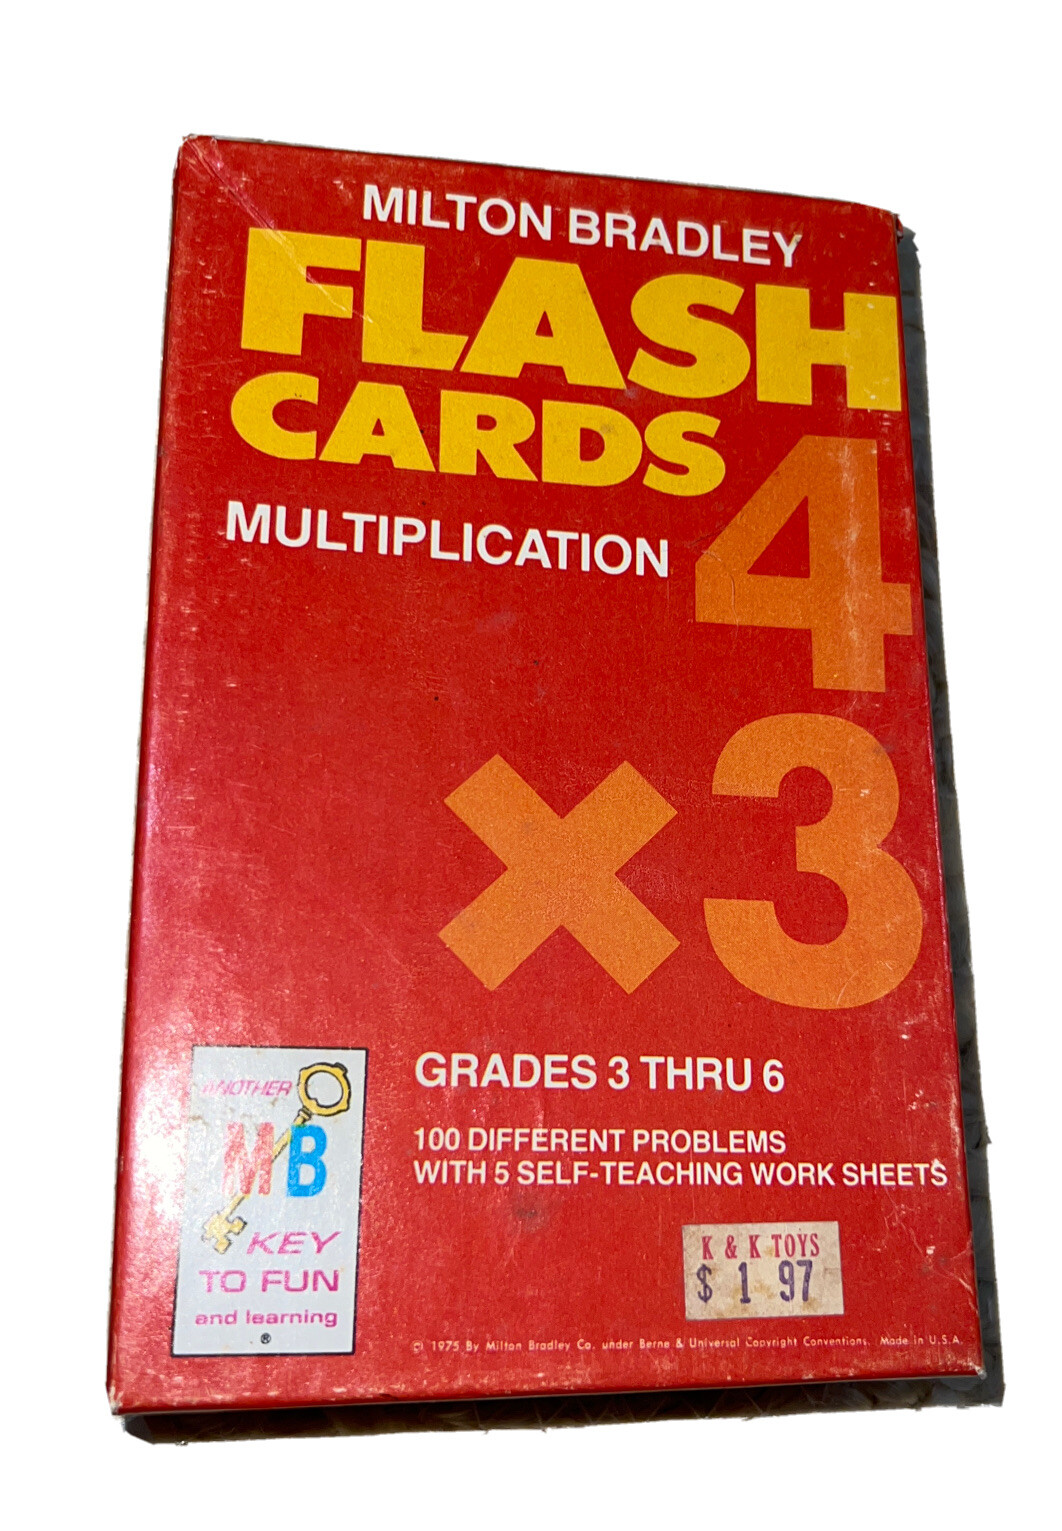 MILTON BRADLEY
FLASH
CARDS
MULTIPLICATION
4
×3
GRADES 3 THRU 6
100 DIFFERENT PROBLEMS
WITH 5 SELF-TEACHING WORK SHEETS
ANOTHER
MB
KEY
TO FUN
and learning
®
K & K TOYS
$ 1 97
© 1975 By Milton Bradley Co. under Berne & Universal Copyright Conventions. Made in U.S.A.